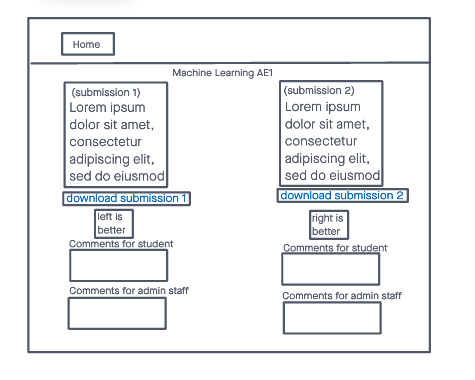 Home
Machine Learning AE1
(submission 1)
Lorem ipsum
dolor sit amet,
consectetur
adipiscing elit,
sed do eiusmod
download submission 1
left is
better
Comments for student
Comments for admin staff
(submission 2)
Lorem ipsum
dolor sit amet,
consectetur
adipiscing elit,
sed do eiusmod
download submission 2
right is
better
Comments for student
Comments for admin staff